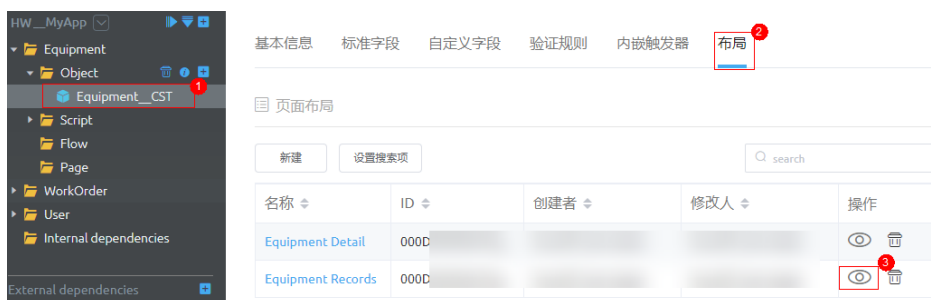 HW__MyApp
Equipment
Object
1
Equipment__CST
Script
Flow
Page
WorkOrder
User
Internal dependencies
External dependencies
基本信息 标准字段 自定义字段 验证规则 内嵌触发器 布局 2
页面布局
新建 设置搜索项 search
名称 ID 创建者 修改人 操作
Equipment Detail 000D
3
Equipment Records 000D